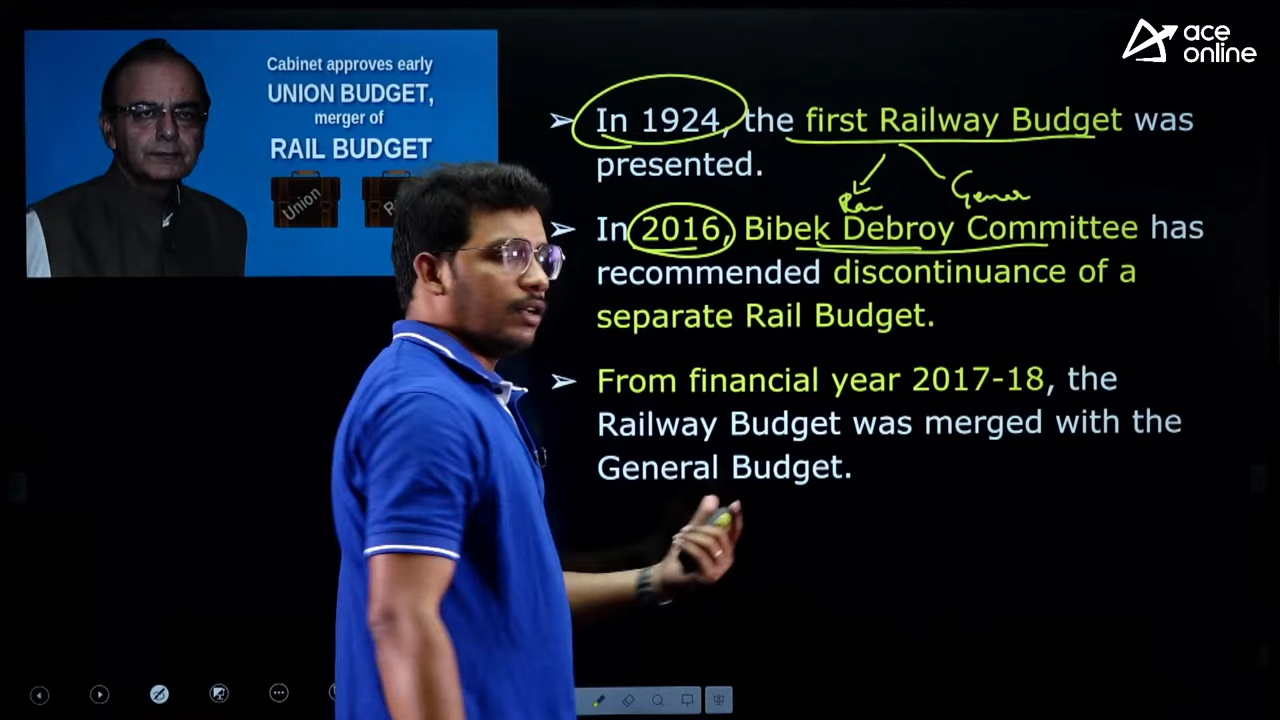 Cabinet approves early
UNION BUDGET,
merger of
RAIL BUDGET
Union
ace
online
➢ In 1924, the first Railway Budget was
presented.
➢ In 2016, Bibek Debroy Committee has
recommended discontinuance of a
separate Rail Budget.
➢ From financial year 2017-18, the
Railway Budget was merged with the
General Budget.